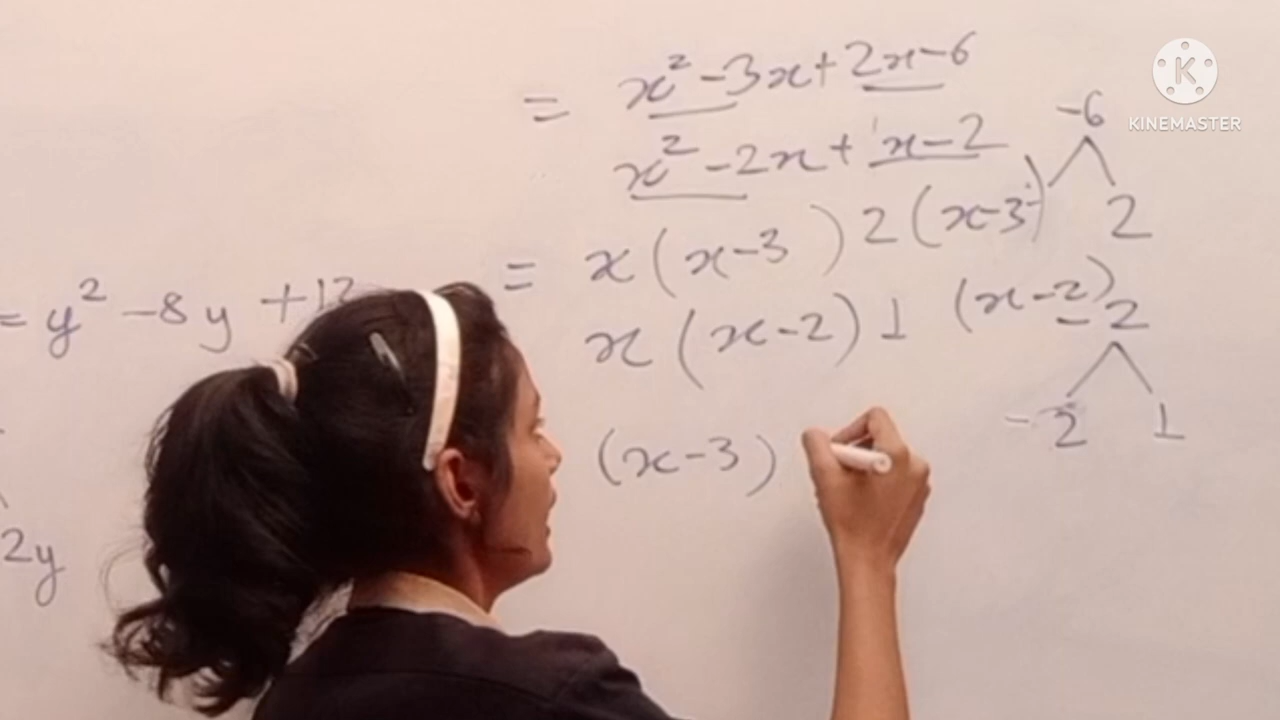 = x² -3x+2x-6
x² -2x+ x-2
-6
2
= x(x-3) 2(x-3)
x(x-2) 1 (x-2)
-2
-2 1
(x-3)
= y² -8y +12
2y
KINEMASTER